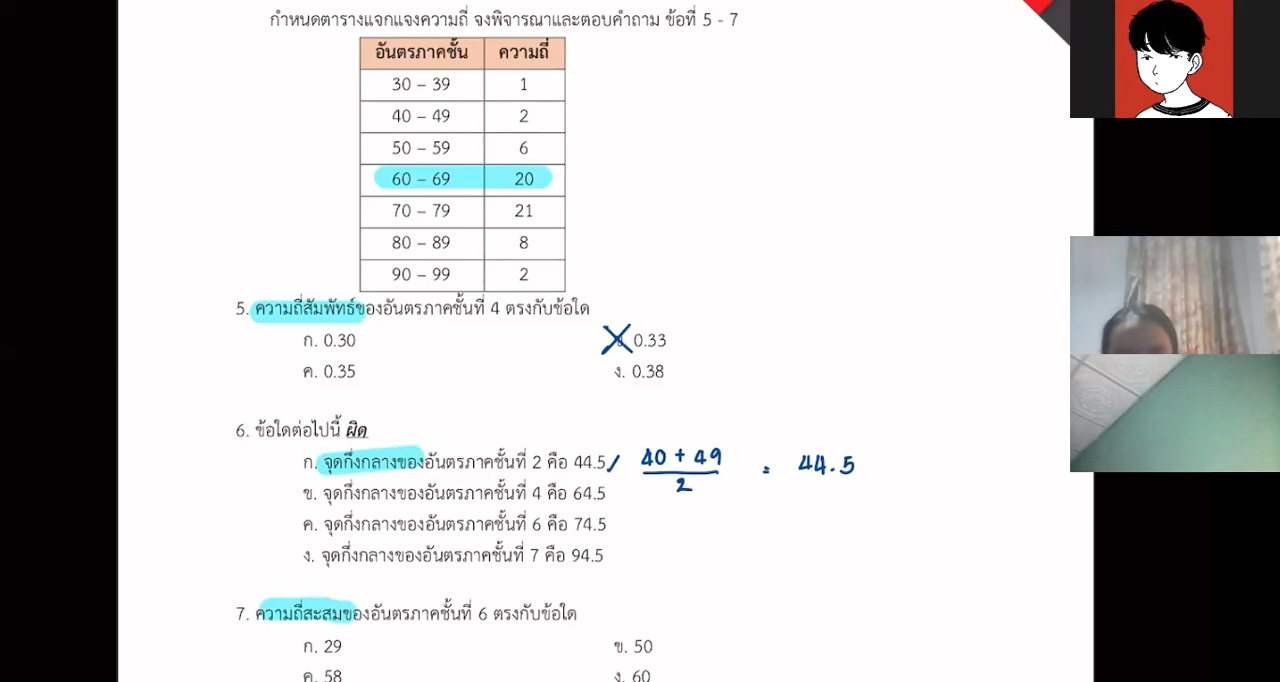 กำหนดตารางแจกแจงความถี่ จงพิจารณาและตอบคำถาม ข้อที่ 5 - 7
อันตรภาคชั้น ความถี่
30 – 39 1
40 – 49 2
50 – 59 6
60 – 69 20
70 – 79 21
80 – 89 8
90 – 99 2
5. ความถี่สัมพัทธ์ของอันตรภาคชั้นที่ 4 ตรงกับข้อใด
ก. 0.30 0.33
ค. 0.35 ง. 0.38
6. ข้อใดต่อไปนี้ ผิด
ก. จุดกึ่งกลางของอันตรภาคชั้นที่ 2 คือ 44.5 / 40 + 49 = 44.5
2
ข. จุดกึ่งกลางของอันตรภาคชั้นที่ 4 คือ 64.5
ค. จุดกึ่งกลางของอันตรภาคชั้นที่ 6 คือ 74.5
ง. จุดกึ่งกลางของอันตรภาคชั้นที่ 7 คือ 94.5
7. ความถี่สะสมของอันตรภาคชั้นที่ 6 ตรงกับข้อใด
ก. 29 ข. 50
ค. 58 ง. 60